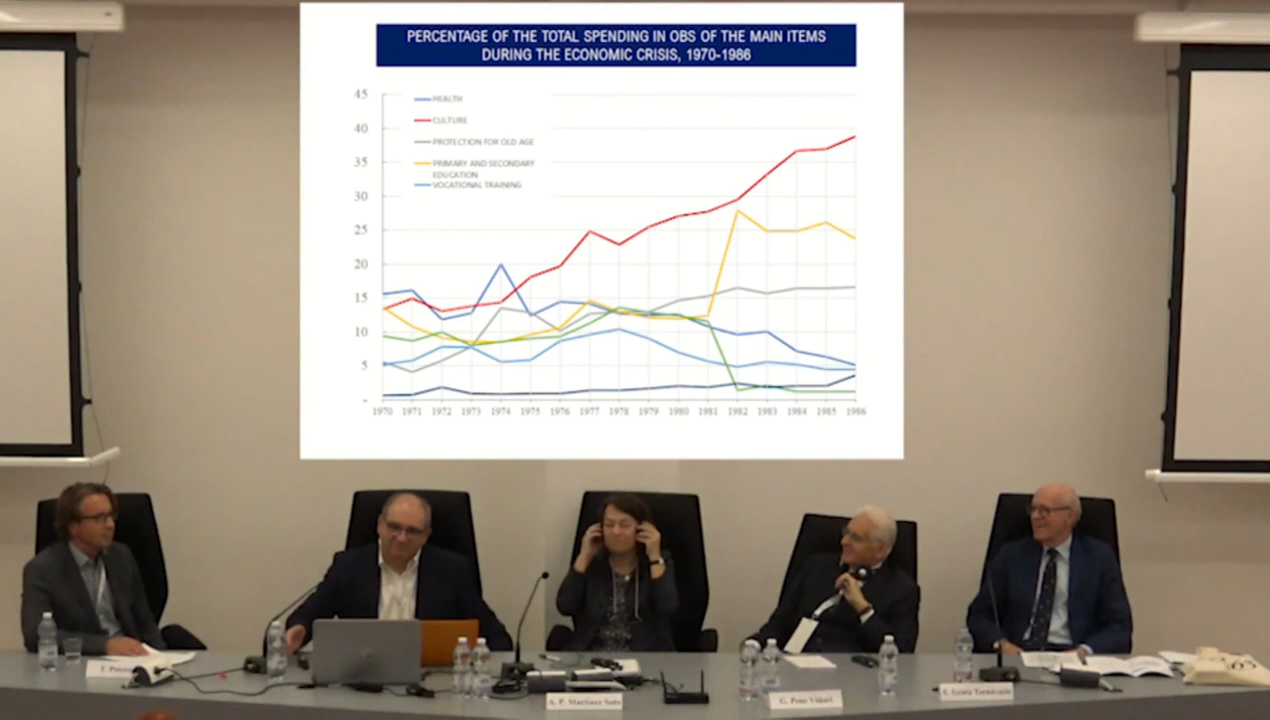 PERCENTAGE OF THE TOTAL SPENDING IN OBS OF THE MAIN ITEMS
DURING THE ECONOMIC CRISIS, 1970-1986
45
40
35
30
25
20
15
10
5
-
HEALTH
CULTURE
PROTECTION FOR OLD AGE
PRIMARY AND SECONDARY
EDUCATION
VOCATIONAL TRAINING
1970 1971 1972 1973 1974 1975 1976 1977 1978 1979 1980 1981 1982 1983 1984 1985 1986
A. P. Martínez Soto
G. Pons Vidari
65